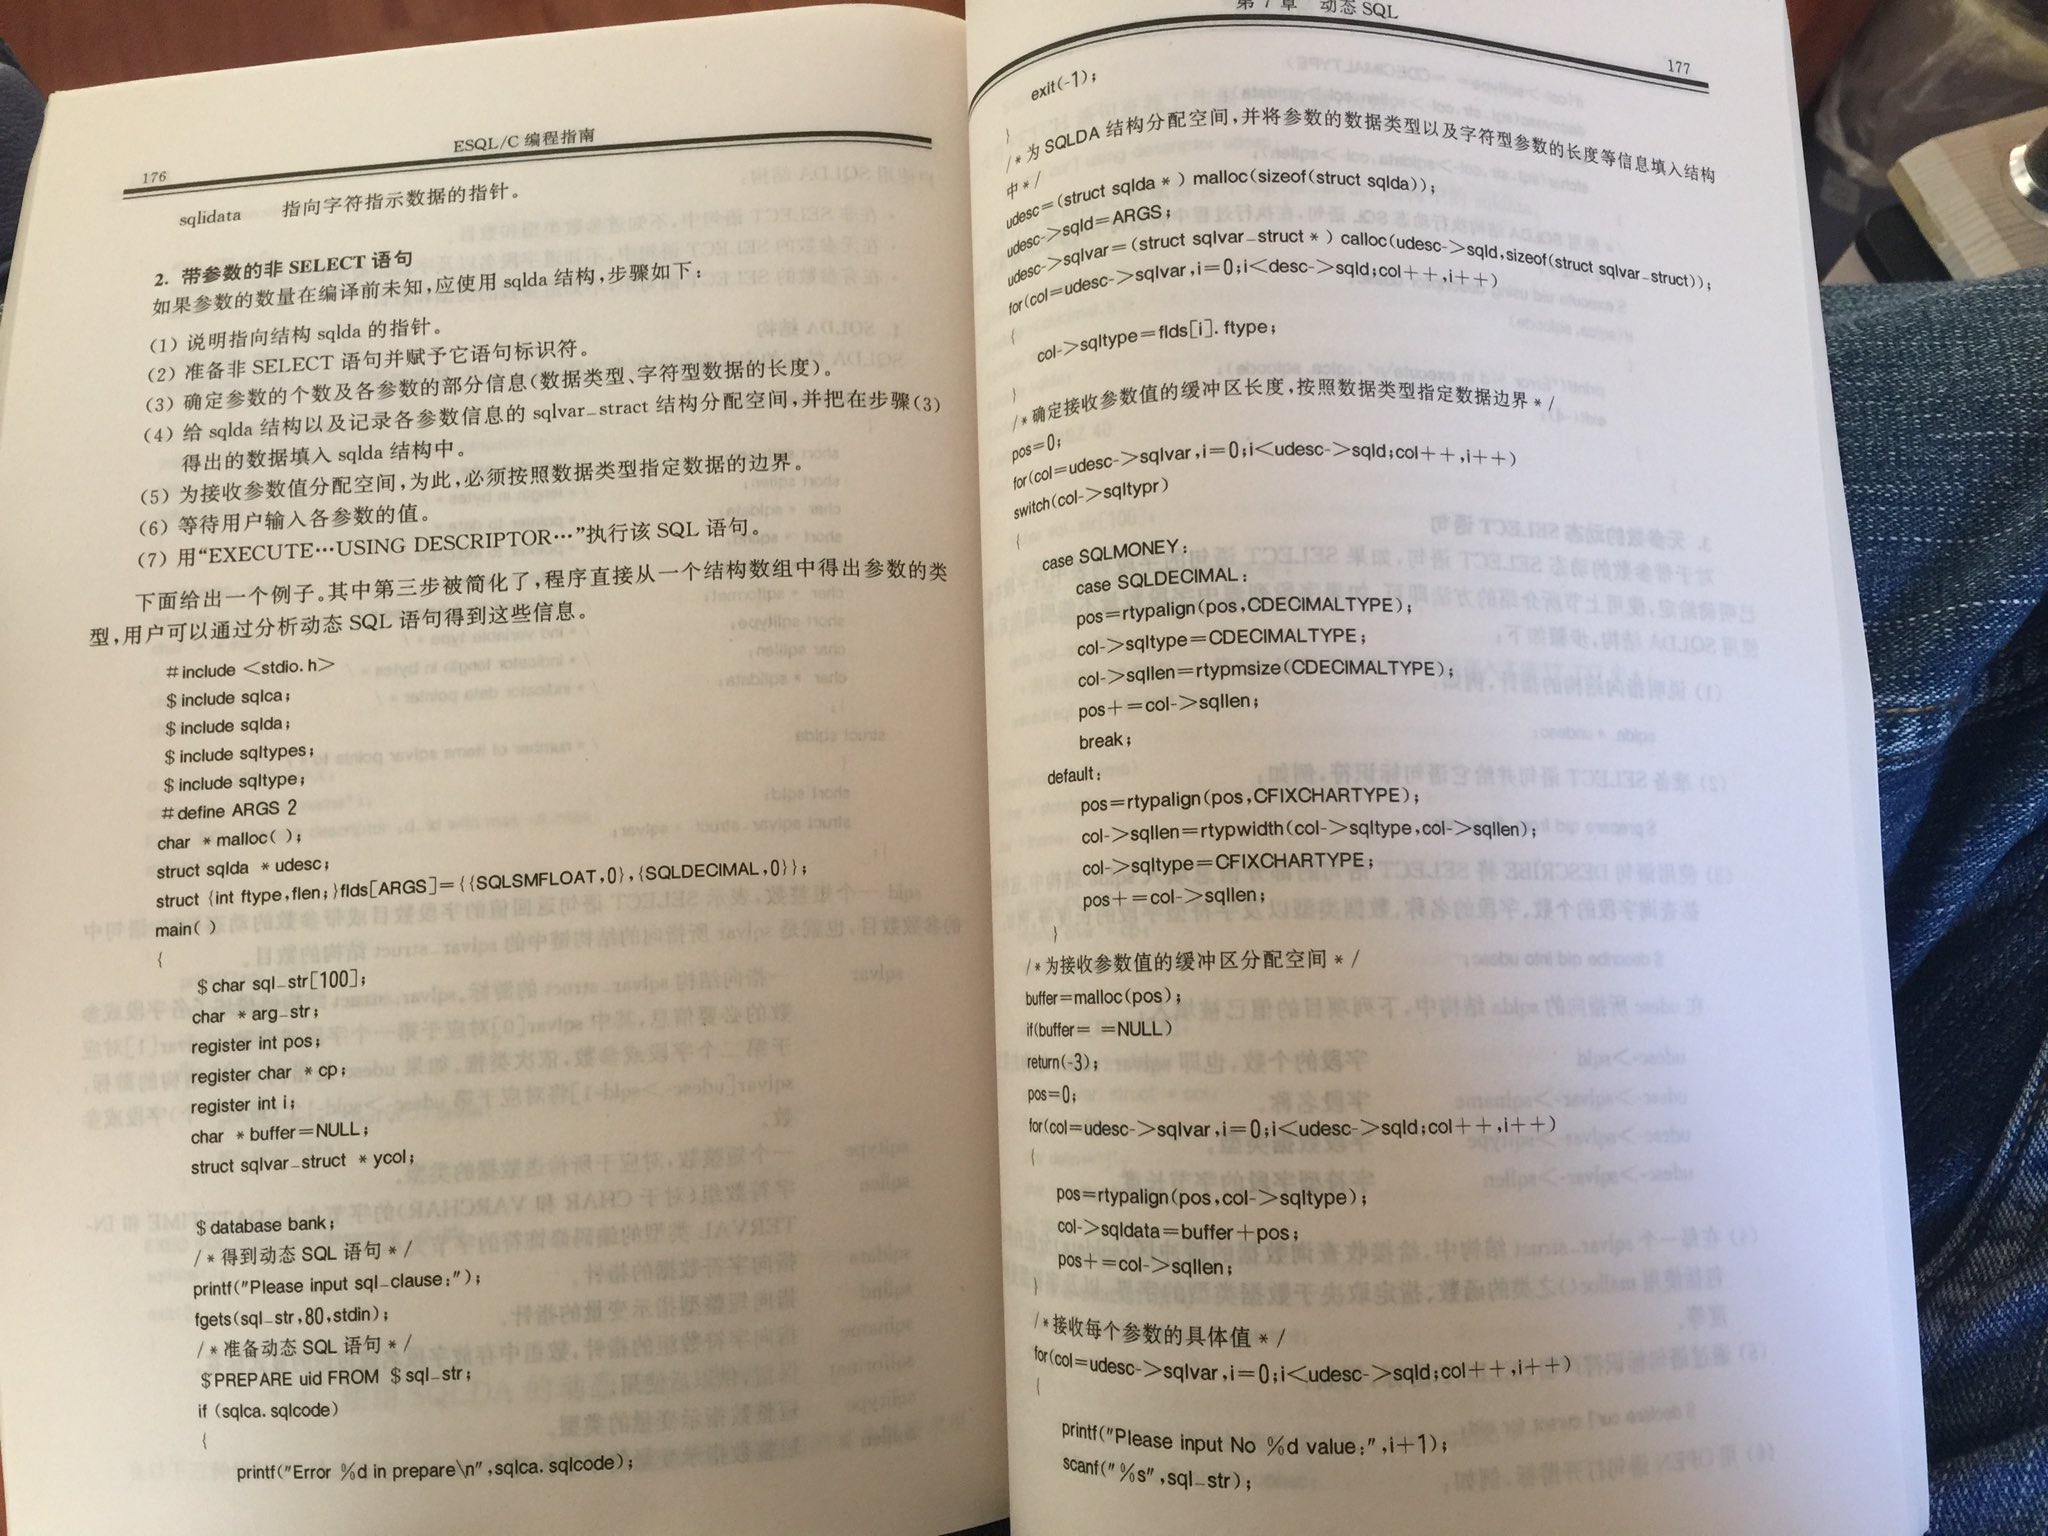 176
ESQL/C 编程指南
sqlidata 指向字符指示数据的指针。
2. 带参数的非 SELECT 语句
如果参数的数量在编译前未知,应使用 sqlda 结构,步骤如下:
(1) 说明指向结构 sqlda 的指针。
(2) 准备非 SELECT 语句并赋予它语句标识符。
(3) 确定参数的个数及各参数的部分信息(数据类型、字符型数据的长度)。
(4) 给 sqlda 结构以及记录各参数信息的 sqlvar_stract 结构分配空间,并把在步骤(3)
得出的数据填入 sqlda 结构中。
(5) 为接收参数值分配空间,为此,必须按照数据类型指定数据的边界。
(6) 等待用户输入各参数的值。
(7) 用“EXECUTE…USING DESCRIPTOR…”执行该 SQL 语句。
下面给出一个例子。其中第三步被简化了,程序直接从一个结构数组中得出参数的类
型,用户可以通过分析动态 SQL 语句得到这些信息。
#include <stdio.h>
$include sqlca;
$include sqlda;
$include sqltypes;
$include sqltype;
#define ARGS 2
char *malloc( );
struct sqlda *udesc;
struct {int ftype,flen;}flds[ARGS]={{SQLSMFLOAT,0},{SQLDECIMAL,0}};
main( )
{
$char sql_str[100];
char *arg_str;
register int pos;
register char *cp;
register int i;
char *buffer=NULL;
struct sqlvar_struct *ycol;
$database bank;
/*得到动态 SQL 语句*/
printf("Please input sql_clause:");
fgets(sql_str,80,stdin);
/*准备动态 SQL 语句*/
$PREPARE uid FROM $sql_str;
if (sqlca.sqlcode)
{
printf("Error %d in prepare\n",sqlca.sqlcode);
第 7 章 动态 SQL
177
exit(-1);
}
/*为 SQLDA 结构分配空间,并将参数的数据类型以及字符型参数的长度等信息填入结构
中*/
udesc=(struct sqlda*) malloc(sizeof(struct sqlda));
udesc->sqld=ARGS;
udesc->sqlvar=(struct sqlvar_struct*) calloc(udesc->sqld,sizeof(struct sqlvar_struct));
for(col=udesc->sqlvar,i=0;i<desc->sqld;col++,i++)
{
col->sqltype=flds[i].ftype;
}
/*确定接收参数值的缓冲区长度,按照数据类型指定数据边界*/
pos=0;
for(col=udesc->sqlvar,i=0;i<udesc->sqld;col++,i++)
switch(col->sqltypr)
{
case SQLMONEY:
case SQLDECIMAL:
pos=rtypalign(pos,CDECIMALTYPE);
col->sqltype=CDECIMALTYPE;
col->sqllen=rtypmsize(CDECIMALTYPE);
pos+=col->sqllen;
break;
default:
pos=rtypalign(pos,CFIXCHARTYPE);
col->sqllen=rtypwidth(col->sqltype,col->sqllen);
col->sqltype=CFIXCHARTYPE;
pos+=col->sqllen;
}
/*为接收参数值的缓冲区分配空间*/
buffer=malloc(pos);
if(buffer= =NULL)
return(-3);
pos=0;
for(col=udesc->sqlvar,i=0;i<udesc->sqld;col++,i++)
{
pos=rtypalign(pos,col->sqltype);
col->sqldata=buffer+pos;
pos+=col->sqllen;
}
/*接收每个参数的具体值*/
for(col=udesc->sqlvar,i=0;i<udesc->sqld;col++,i++)
{
printf("Please input No %d value:",i+1);
scanf("%s",sql_str);